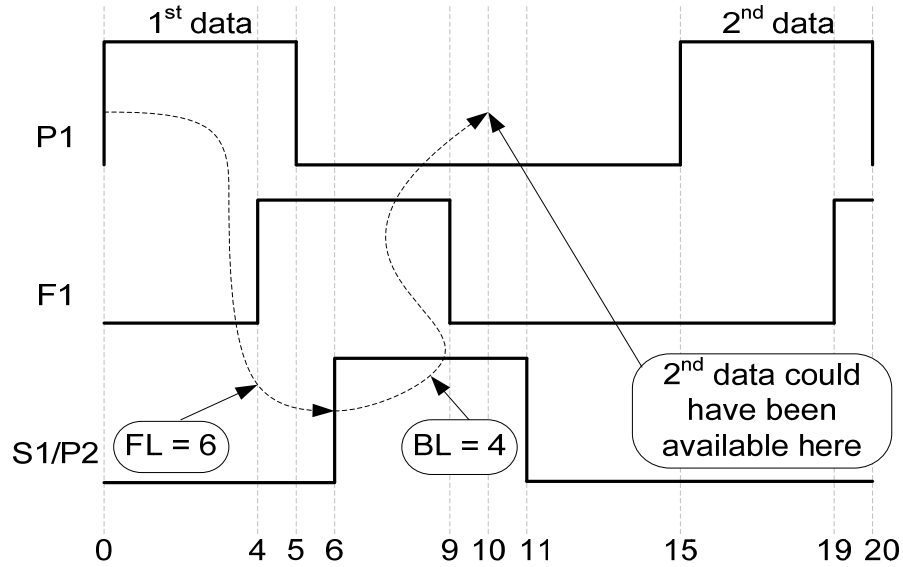 1st data
2nd data
P1
F1
2nd data could
have been
available here
FL = 6
BL = 4
S1/P2
0 4 5 6 9 10 11 15 19 20